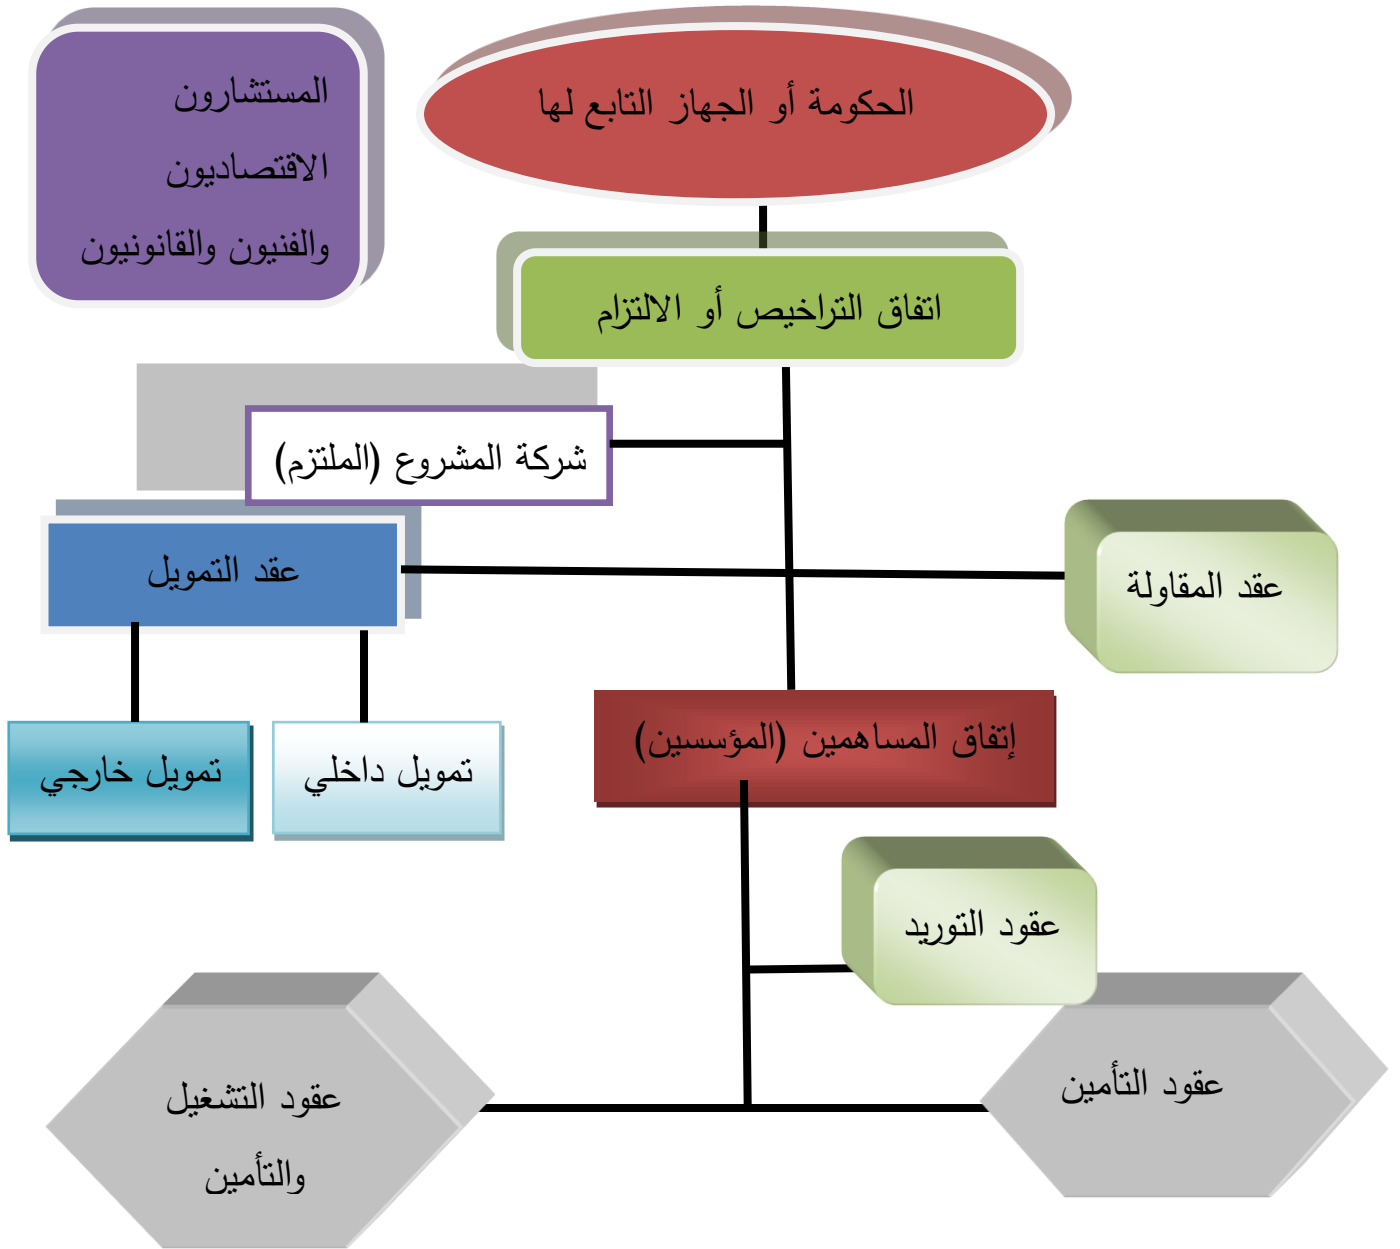 الحكومة أو الجهاز التابع لها
المستشارون
الاقتصاديون
والفنيون والقانونيون
اتفاق التراخيص أو الالتزام
شركة المشروع (الملتزم)
عقد التمويل
عقد المقاولة
إتفاق المساهمين (المؤسسين)
تمويل داخلي
تمويل خارجي
عقود التوريد
عقود التأمين
عقود التشغيل
والتأمين